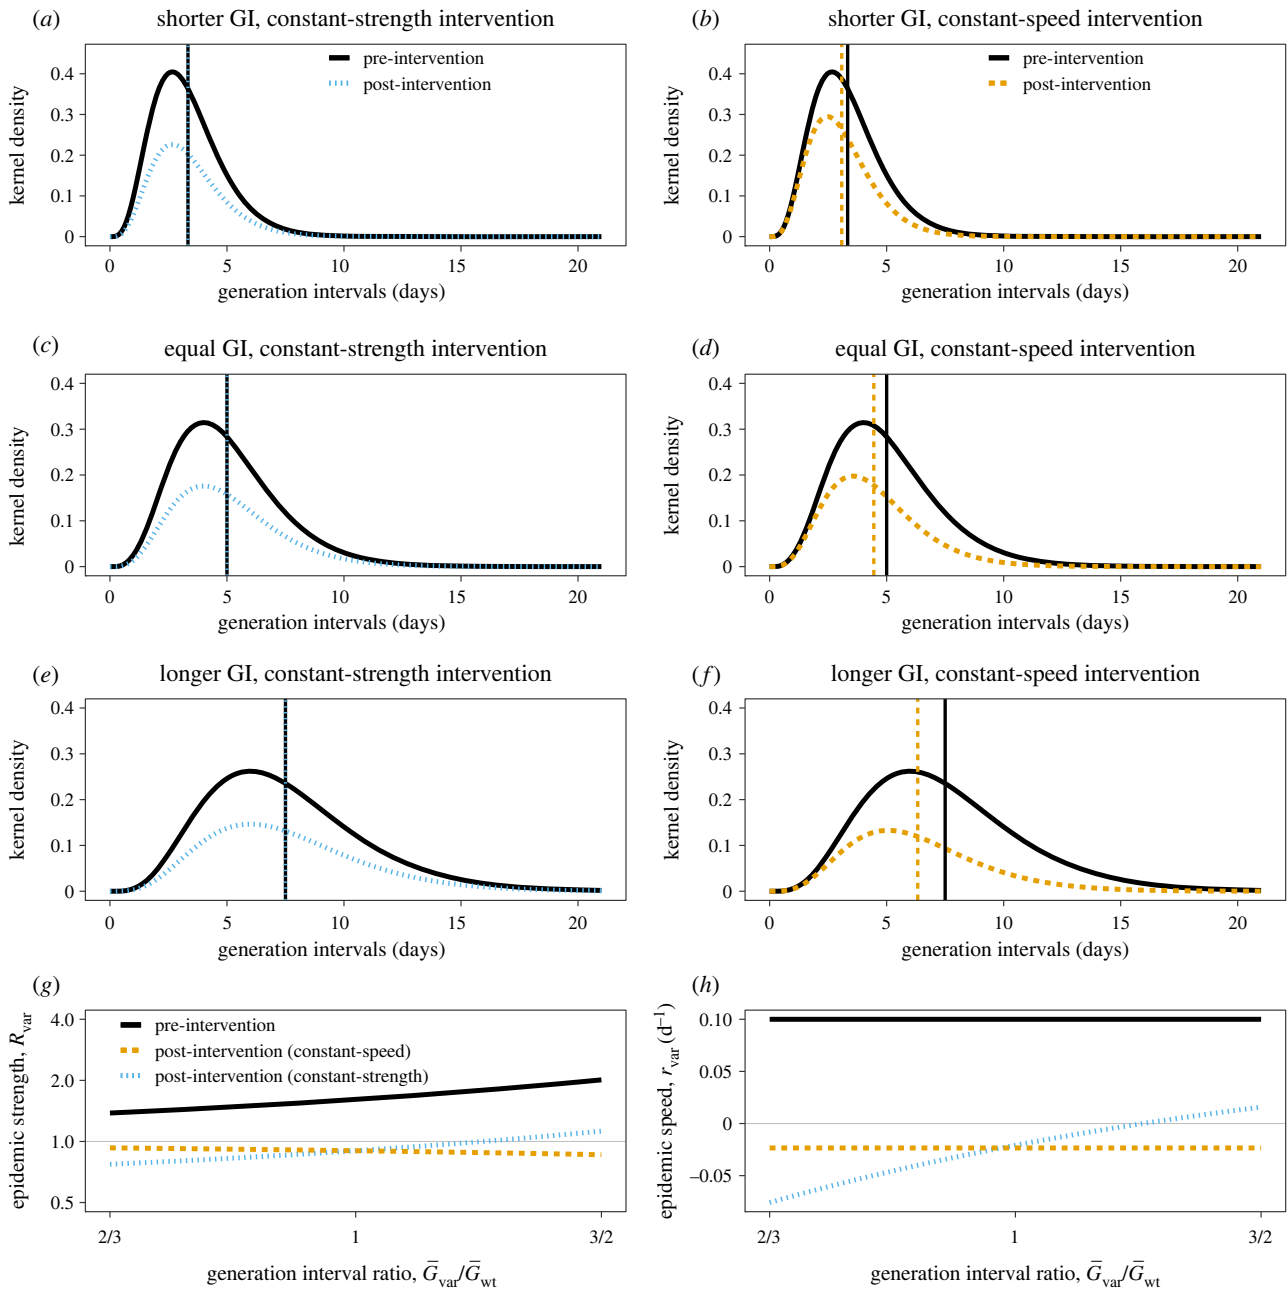 (a) shorter GI, constant-strength intervention
kernel density
0.4
0.3
0.2
0.1
0
pre-intervention
post-intervention
0 5 10 15 20
generation intervals (days)
(b) shorter GI, constant-speed intervention
kernel density
0.4
0.3
0.2
0.1
0
pre-intervention
post-intervention
0 5 10 15 20
generation intervals (days)
(c) equal GI, constant-strength intervention
kernel density
0.4
0.3
0.2
0.1
0
0 5 10 15 20
generation intervals (days)
(d) equal GI, constant-speed intervention
kernel density
0.4
0.3
0.2
0.1
0
0 5 10 15 20
generation intervals (days)
(e) longer GI, constant-strength intervention
kernel density
0.4
0.3
0.2
0.1
0
0 5 10 15 20
generation intervals (days)
(f) longer GI, constant-speed intervention
kernel density
0.4
0.3
0.2
0.1
0
0 5 10 15 20
generation intervals (days)
(g)
epidemic strength, R_var
4.0
2.0
1.0
0.5
pre-intervention
post-intervention (constant-speed)
post-intervention (constant-strength)
2/3 1 3/2
generation interval ratio, G̅_var/G̅_wt
(h)
epidemic speed, r_var (d⁻¹)
0.10
0.05
0
–0.05
2/3 1 3/2
generation interval ratio, G̅_var/G̅_wt